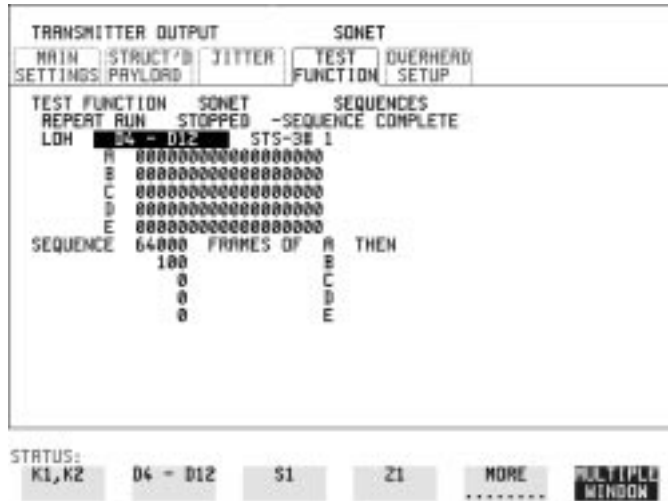 TRANSMITTER OUTPUT SONET
MAIN SETTINGS STRUCT'D PAYLOAD JITTER TEST FUNCTION OVERHEAD SETUP
TEST FUNCTION SONET SEQUENCES
REPEAT RUN STOPPED -SEQUENCE COMPLETE
LOH D4 - D12 STS-3# 1
A 000000000000000000
B 000000000000000000
C 000000000000000000
D 000000000000000000
E 000000000000000000
SEQUENCE 64000 FRAMES OF A THEN
100 B
0 C
0 D
0 E
STATUS:
K1,K2 D4 - D12 S1 Z1 MORE ........ MULTIPLE WINDOW